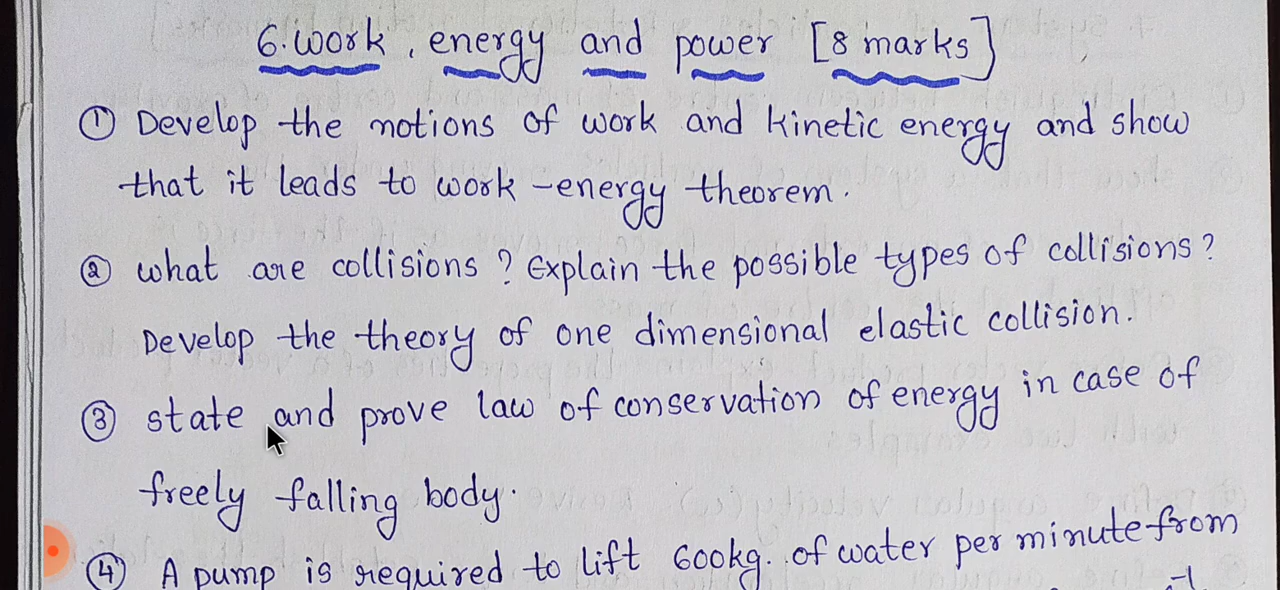 6. work, energy and power [8 marks]
① Develop the notions of work and kinetic energy and show
that it leads to work-energy theorem.
② what are collisions? Explain the possible types of collisions?
Develop the theory of one dimensional elastic collision.
③ state and prove law of conservation of energy in case of
freely falling body.
④ A pump is required to lift 600kg. of water per minute from
-1